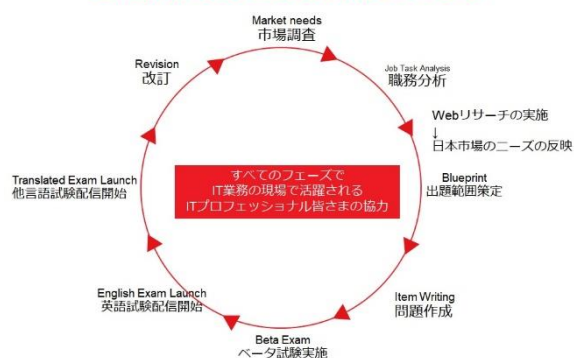 Market needs
市場調査
Job Task Analysis
職務分析
Webリサーチの実施
↓
日本市場のニーズの反映
Blueprint
出題範囲策定
Item Writing
問題作成
Beta Exam
ベータ試験実施
English Exam Launch
英語試験配信開始
Translated Exam Launch
他言語試験配信開始
Revision
改訂
すべてのフェーズで
IT業務の現場で活躍される
ITプロフェッショナル皆さまの協力